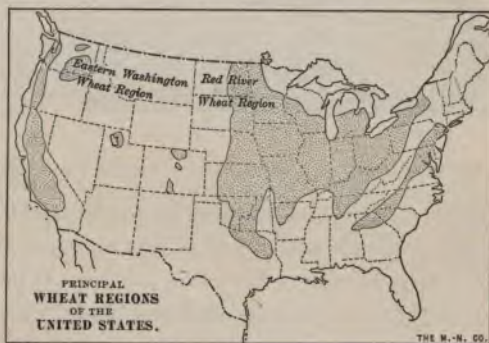 Eastern Washington
Wheat Region
Red River
Wheat Region
PRINCIPAL
WHEAT REGIONS
OF THE
UNITED STATES.
THE M.-N. CO.